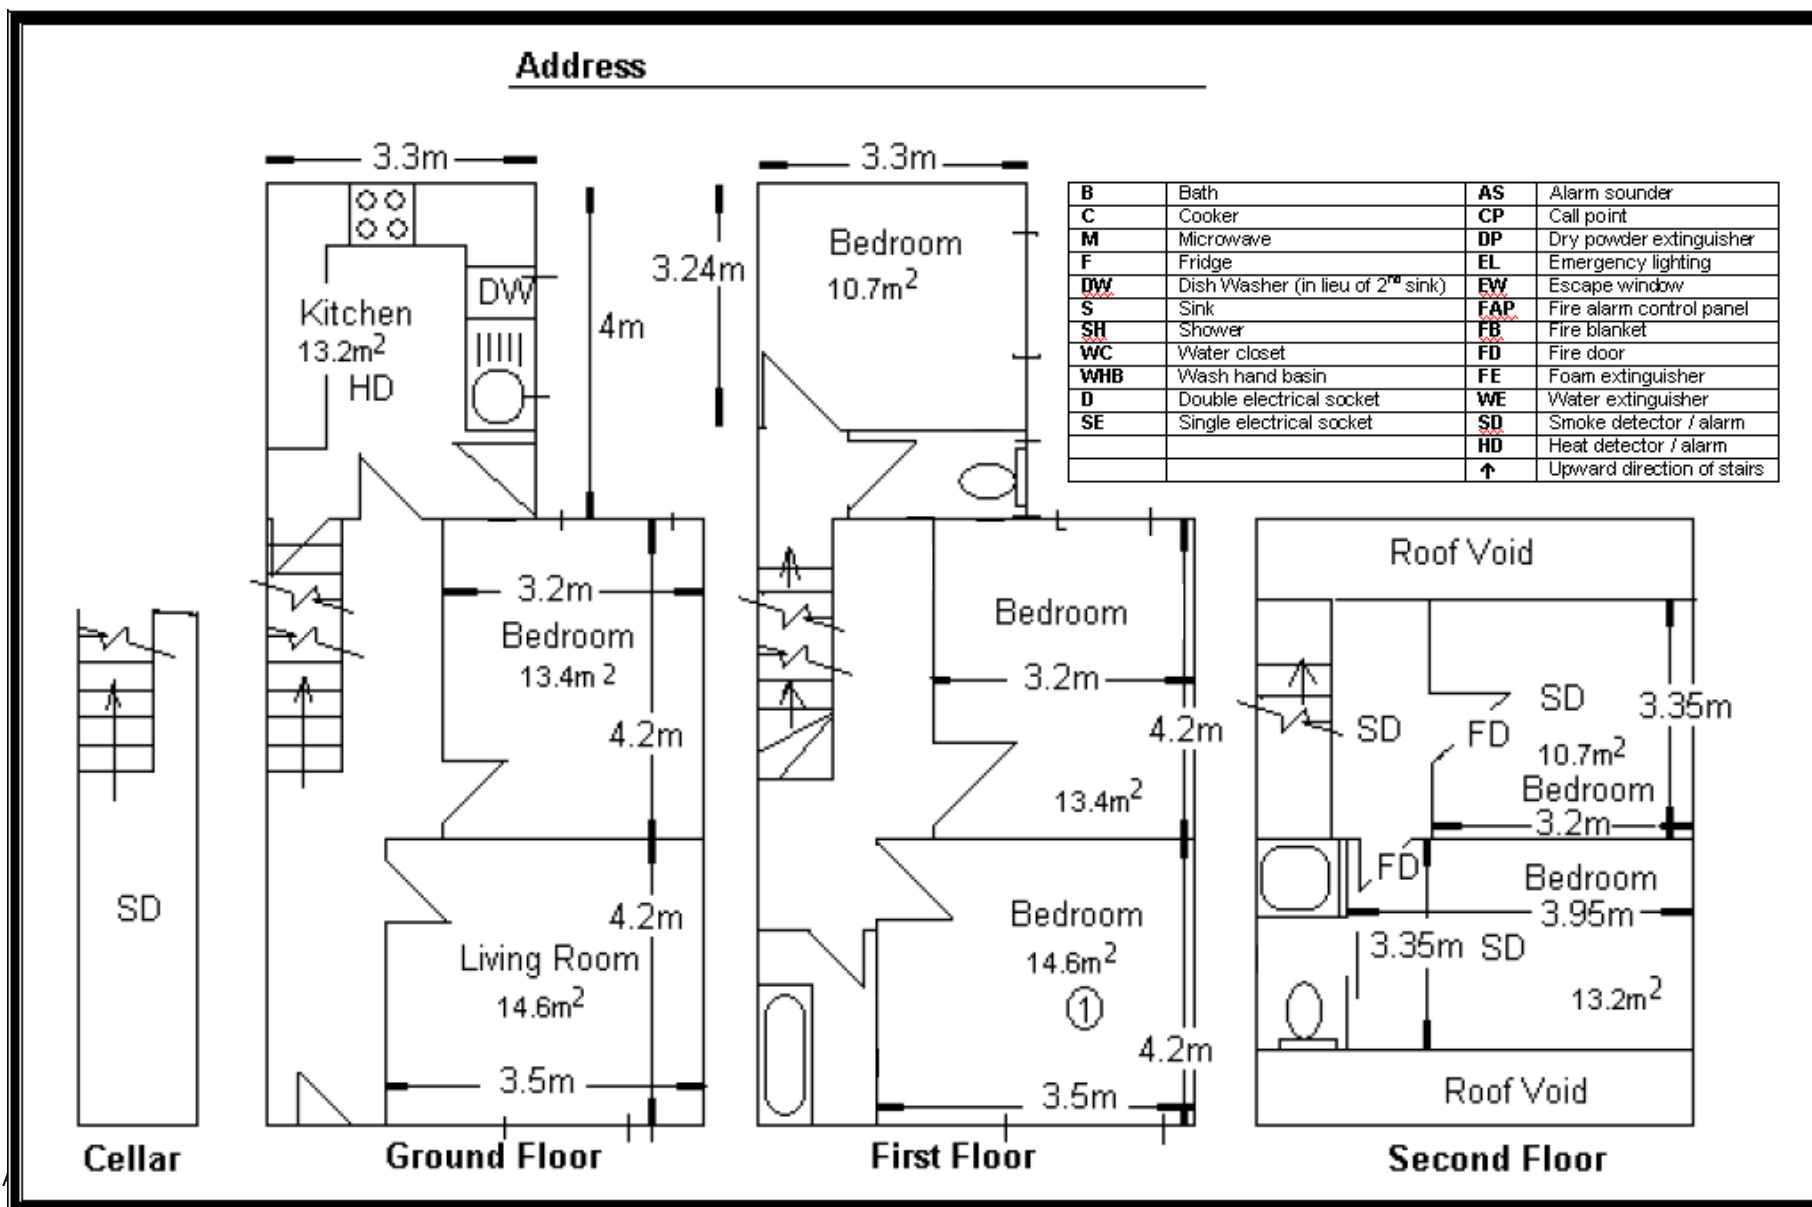 Address
3.3m
Kitchen
13.2m²
HD
DW
4m
3.2m
Bedroom
13.4m²
4.2m
4.2m
Living Room
14.6m²
3.5m
SD
Cellar
Ground Floor
3.3m
3.24m
Bedroom
10.7m²
Bedroom
3.2m
4.2m
13.4m²
Bedroom
14.6m²
1
4.2m
3.5m
First Floor
B Bath AS Alarm sounder
C Cooker CP Call point
M Microwave DP Dry powder extinguisher
F Fridge EL Emergency lighting
DW Dish Washer (in lieu of 2nd sink) EW Escape window
S Sink FAP Fire alarm control panel
SH Shower FB Fire blanket
WC Water closet FD Fire door
WHB Wash hand basin FE Foam extinguisher
D Double electrical socket WE Water extinguisher
SE Single electrical socket SD Smoke detector / alarm
HD Heat detector / alarm
↑ Upward direction of stairs
Roof Void
SD
SD
FD
3.35m
10.7m²
Bedroom
3.2m
FD
Bedroom
3.95m
3.35m SD
13.2m²
Roof Void
Second Floor